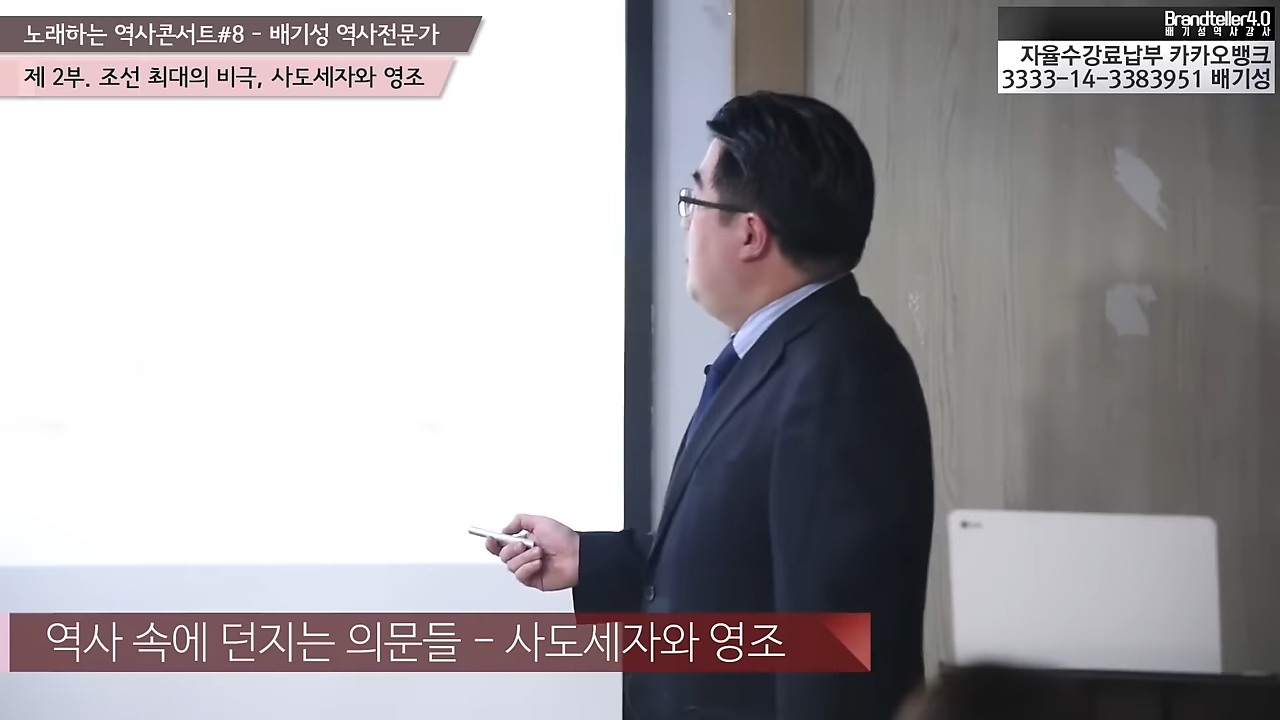 노래하는 역사콘서트#8 - 배기성 역사전문가
제 2부. 조선 최대의 비극, 사도세자와 영조
Brandteller4.0
배기성역사강사
자율수강료납부 카카오뱅크
3333-14-3383951 배기성
역사 속에 던지는 의문들 - 사도세자와 영조